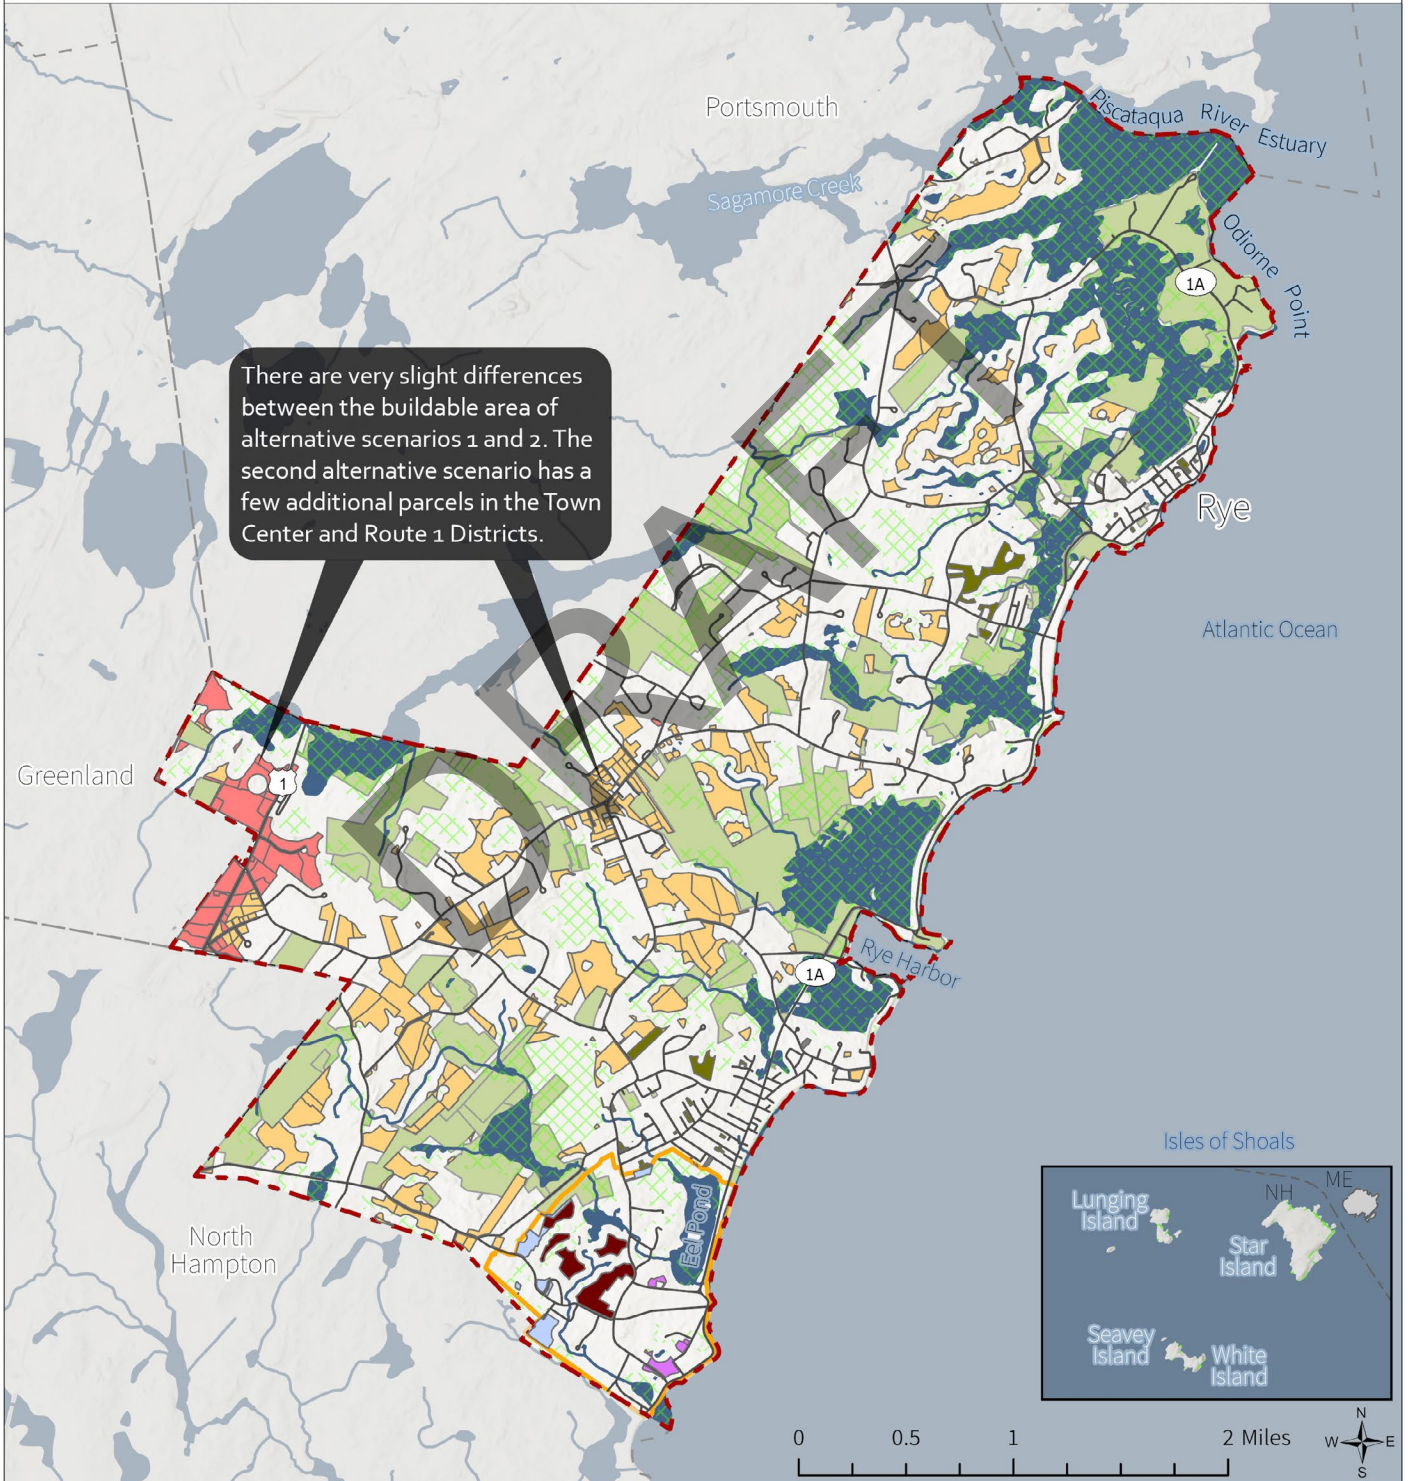 Portsmouth
Piscataqua River Estuary
Sagamore Creek
Odiorne Point
1A
There are very slight differences
between the buildable area of
alternative scenarios 1 and 2. The
second alternative scenario has a
few additional parcels in the Town
Center and Route 1 Districts.
Rye
Atlantic Ocean
DRAFT
Greenland
1
Rye Harbor
1A
Isles of Shoals
ME
NH
Lunging
Island
Star
Island
Eel Pond
North
Hampton
Seavey
Island
White
Island
0 0.5 1 2 Miles
N
W E
S